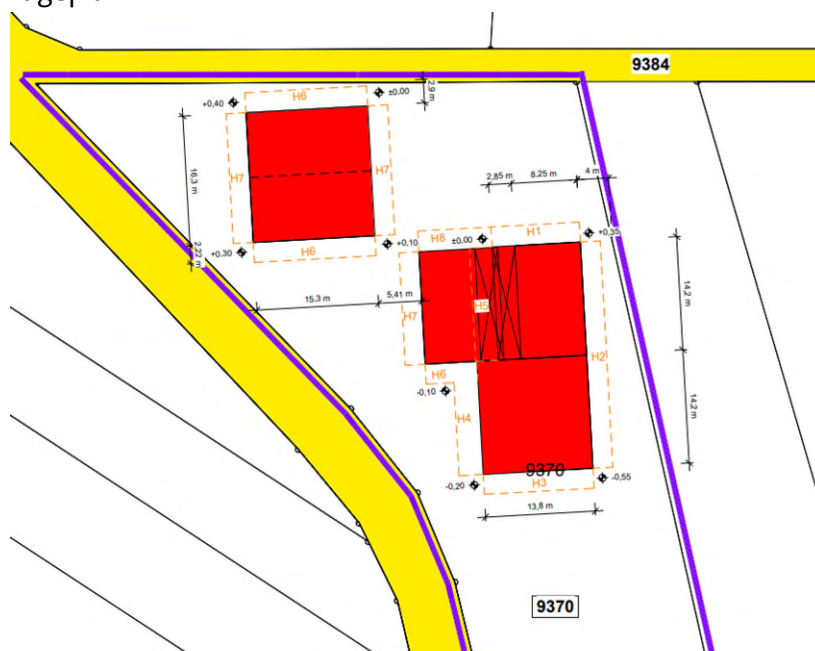 9384
H6
+0,40
±0,00
2,9 m
H7
H7
16,3 m
2,85 m
8,25 m
4 m
+0,30
H6
+0,10
2,22 m
H8
±0,00
H1
+0,35
15,3 m
5,41 m
H7
H5
14,2 m
H2
H6
-0,10
H4
14,2 m
9370
-0,20
H3
-0,55
13,8 m
9370